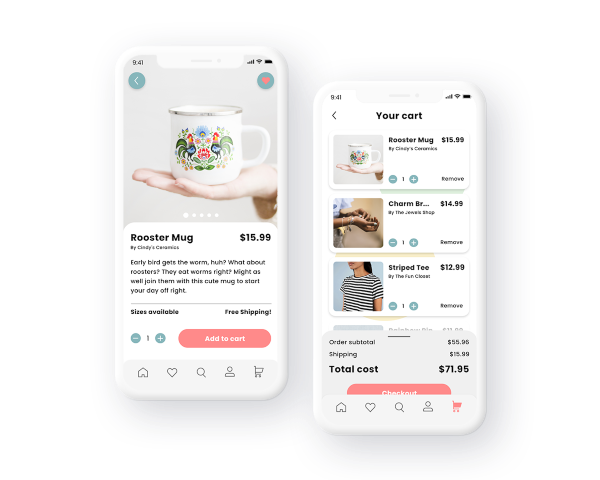 9:41
Rooster Mug
$15.99
By Cindy's Ceramics
Early bird gets the worm, huh? What about
roosters? They eat worms right? Might as
well join them with this cute mug to start
your day off right.
Sizes available
Free Shipping!
1
Add to cart
9:41
Your cart
Rooster Mug
$15.99
By Cindy's Ceramics
1
Remove
Charm Br...
$14.99
By The Jewels Shop
1
Remove
Striped Tee
$12.99
By The Fun Closet
1
Remove
$11.99
Order subtotal
$55.96
Shipping
$15.99
Total cost
$71.95
Checkout